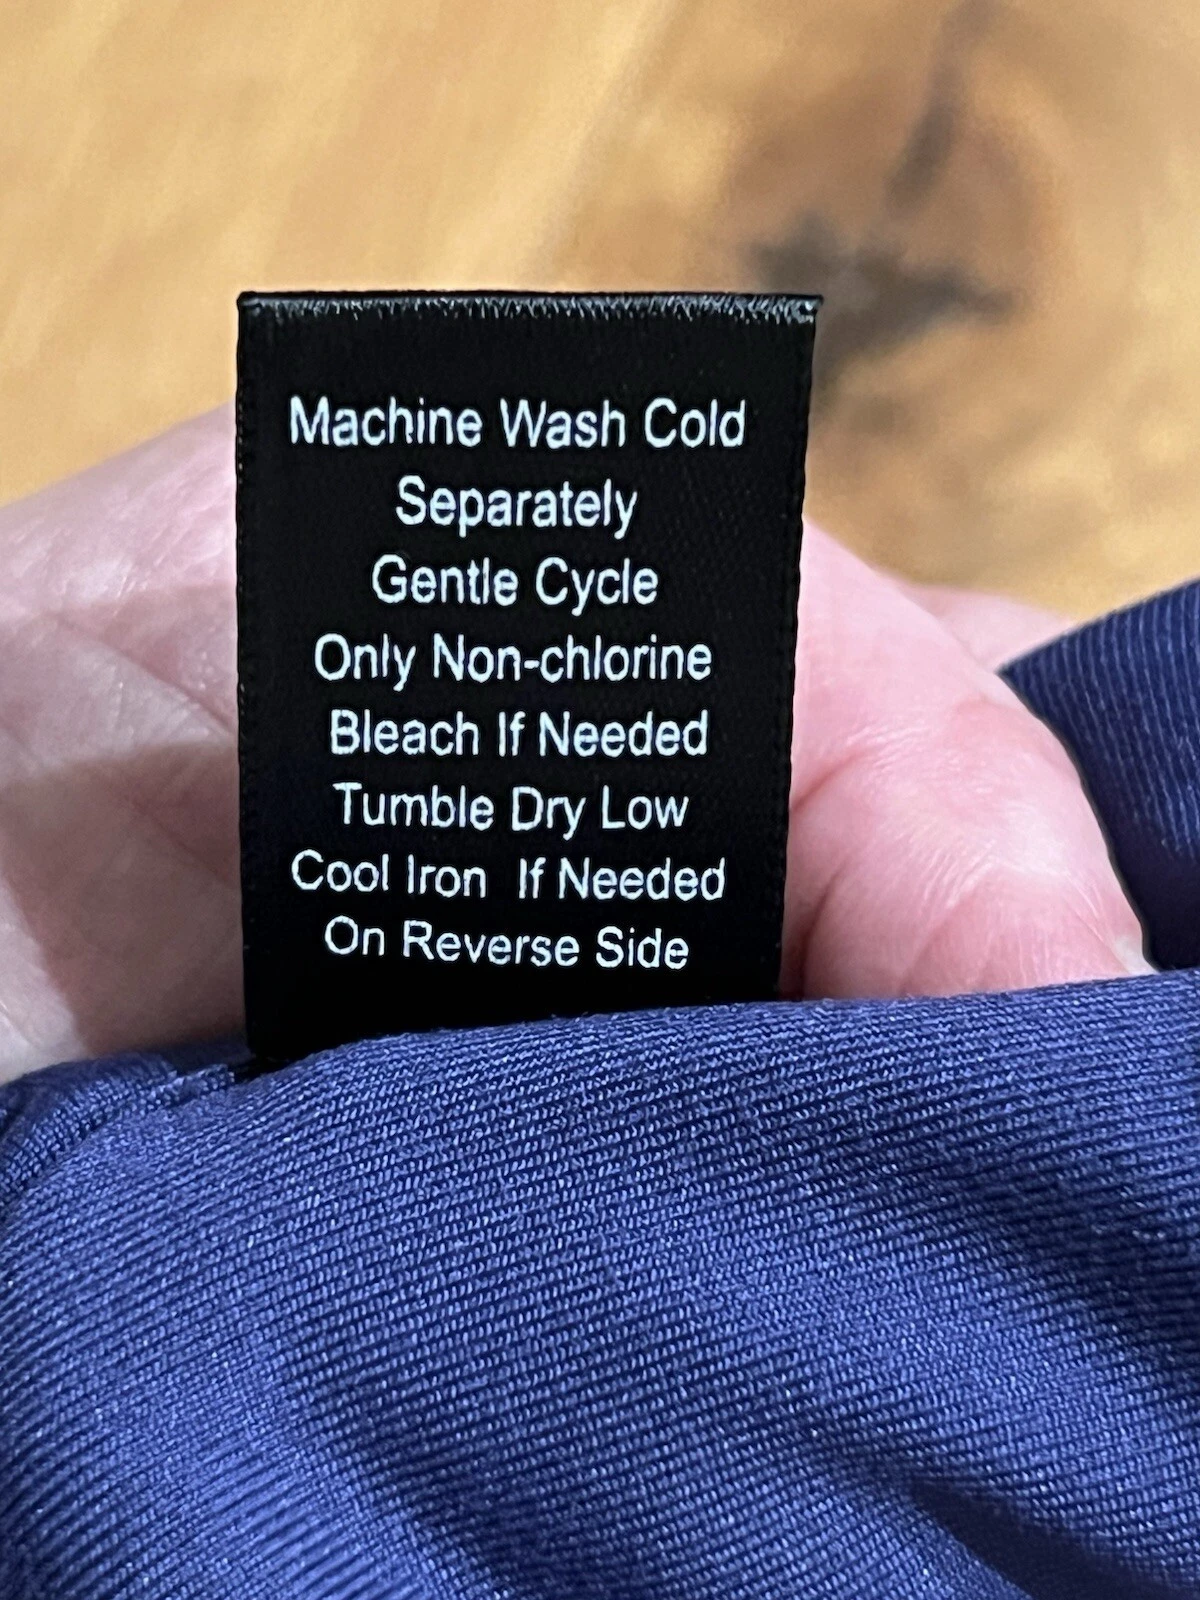 Machine Wash Cold
Separately
Gentle Cycle
Only Non-chlorine
Bleach If Needed
Tumble Dry Low
Cool Iron If Needed
On Reverse Side